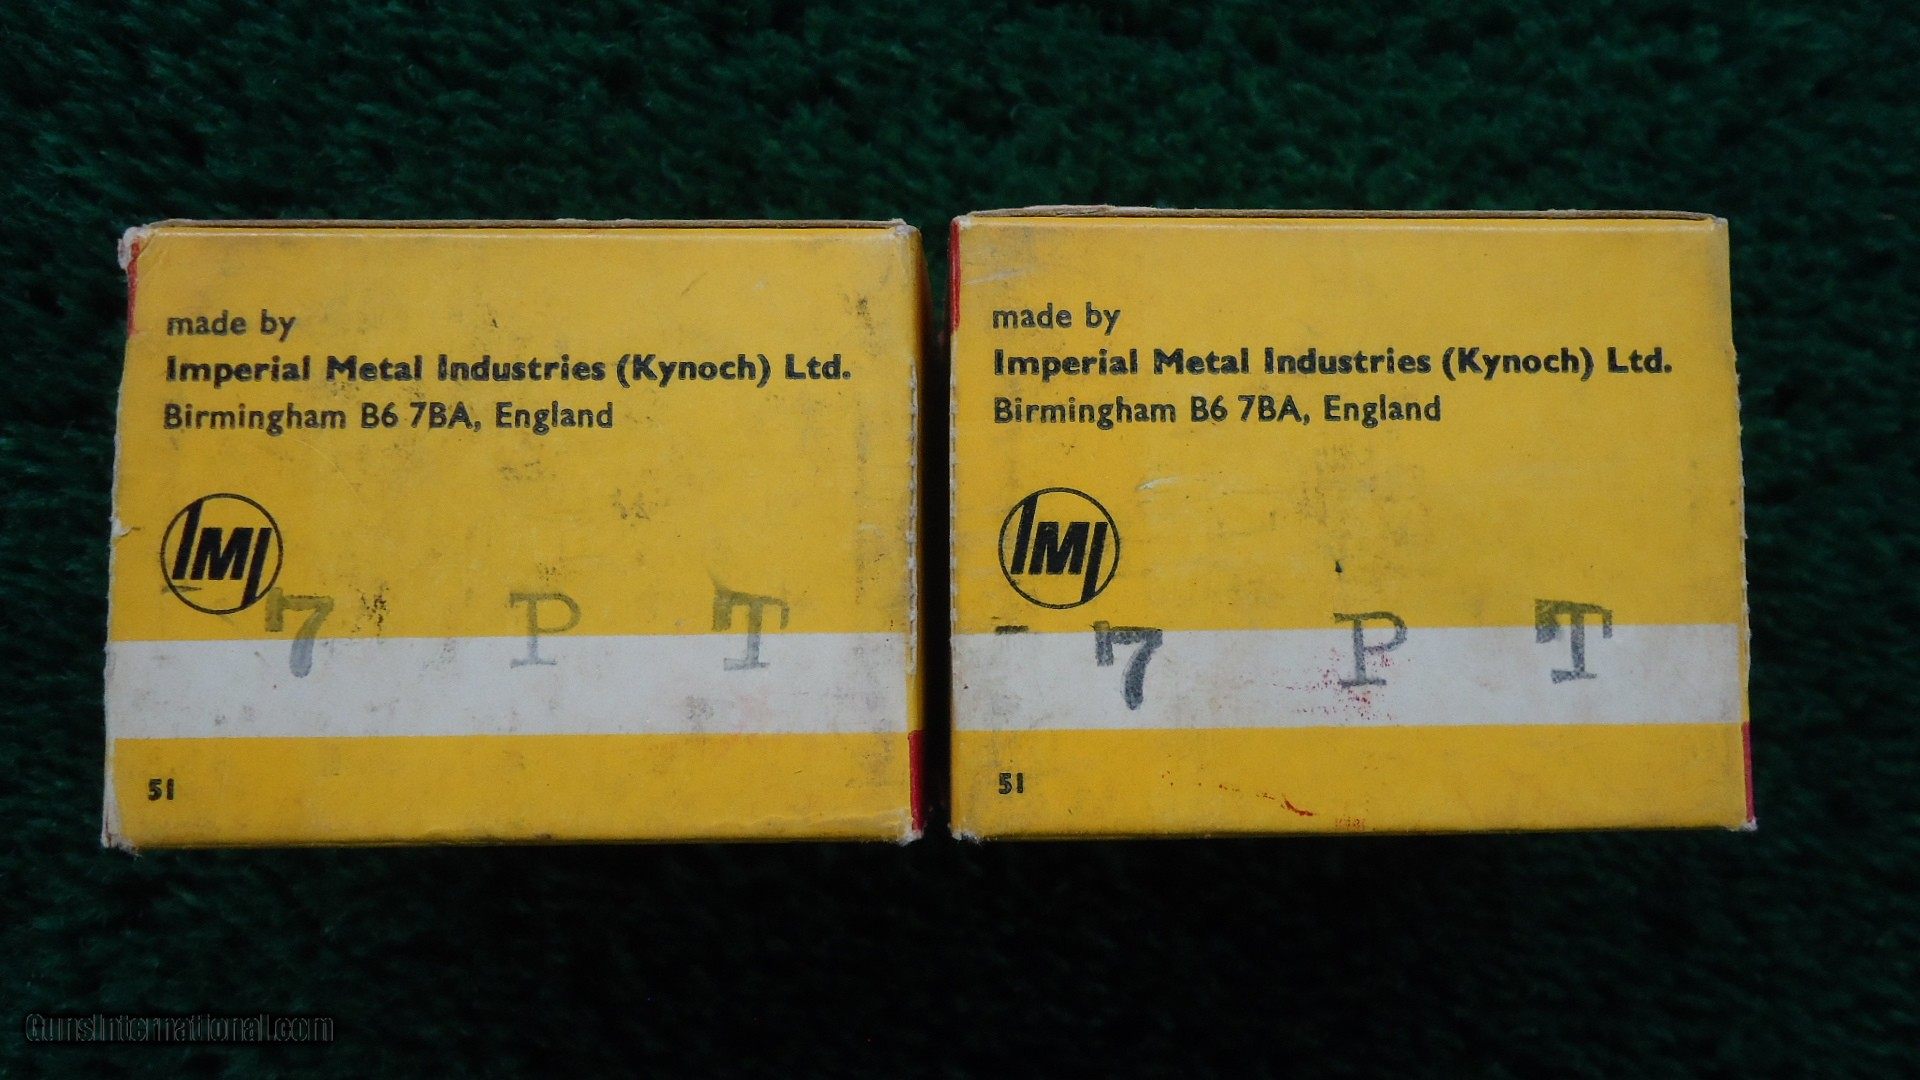 made by
Imperial Metal Industries (Kynoch) Ltd.
Birmingham B6 7BA, England
IMI
7 P T
51
made by
Imperial Metal Industries (Kynoch) Ltd.
Birmingham B6 7BA, England
IMI
7 P T
51
GunsInternational.com